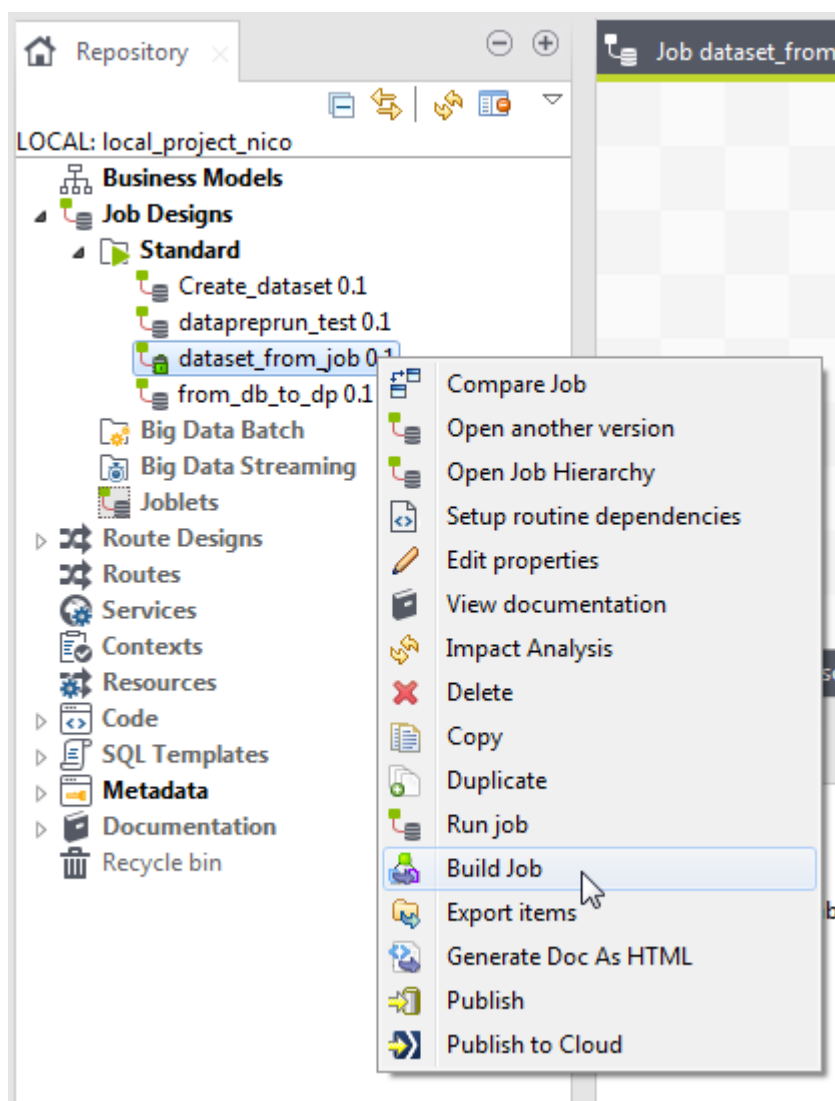 Repository
Job dataset_from
LOCAL: local_project_nico
Business Models
Job Designs
Standard
Create_dataset 0.1
datapreprun_test 0.1
dataset_from_job 0.1
from_db_to_dp 0.1
Big Data Batch
Big Data Streaming
Joblets
Route Designs
Routes
Services
Contexts
Resources
Code
SQL Templates
Metadata
Documentation
Recycle bin
Compare Job
Open another version
Open Job Hierarchy
Setup routine dependencies
Edit properties
View documentation
Impact Analysis
Delete
Copy
Duplicate
Run job
Build Job
Export items
Generate Doc As HTML
Publish
Publish to Cloud